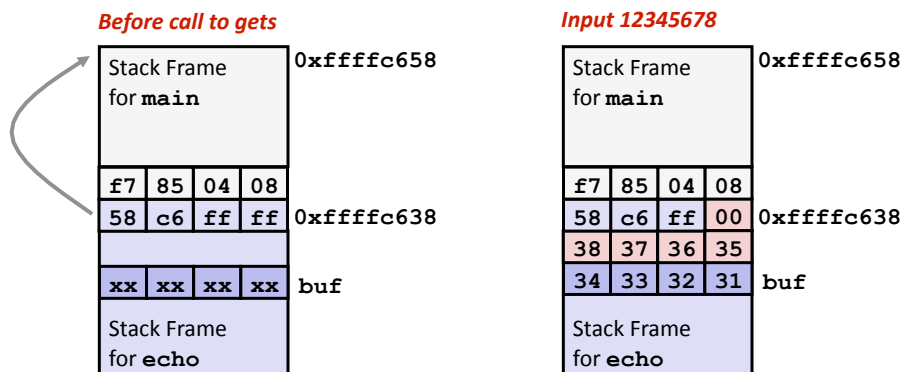 Before call to gets
0xffffc658
Stack Frame
for main
f7 85 04 08
58 c6 ff ff 0xffffc638
xx xx xx xx buf
Stack Frame
for echo
Input 12345678
0xffffc658
Stack Frame
for main
f7 85 04 08
58 c6 ff 00 0xffffc638
38 37 36 35
34 33 32 31 buf
Stack Frame
for echo